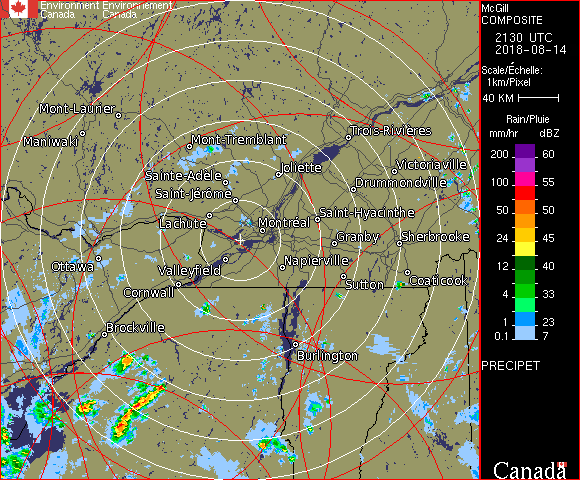 Environment Environnement
Canada Canada
McGill
COMPOSITE
2130 UTC
2018-08-14
Scale/Échelle:
1km/Pixel
40 KM
Rain/Pluie
mm/hr dBZ
200 60
100 55
50 50
24 45
12 40
4 33
2 30
1 23
0.1 7
PRECIPET
Canada
Mont-Laurier
Maniwaki
Mont-Tremblant
Trois-Rivières
Sainte-Adèle
Joliette
Victoriaville
Saint-Jérôme
Drummondville
Lachute
Montréal
Saint-Hyacinthe
Granby
Sherbrooke
Ottawa
Valleyfield
Napierville
Cornwall
Sutton
Coaticook
Brockville
Burlington